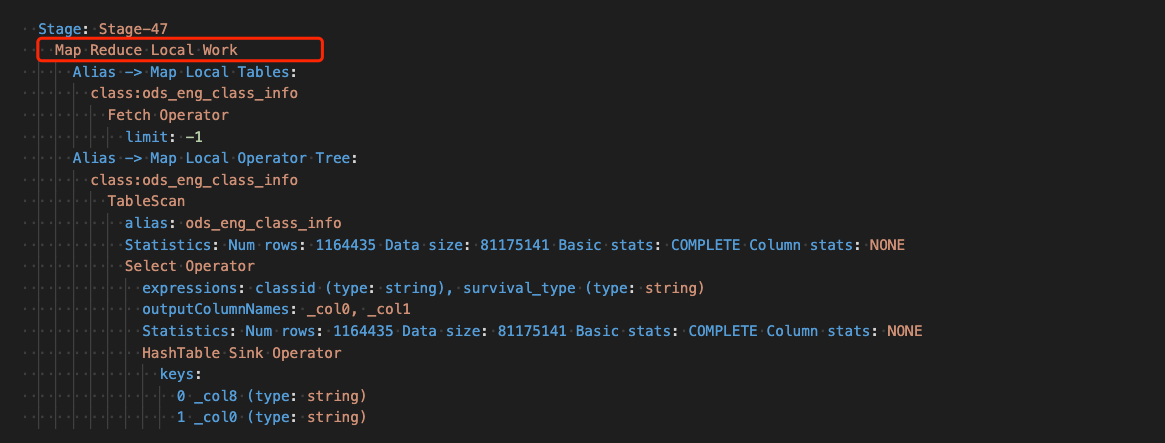 Stage: Stage-47
Map Reduce Local Work
Alias -> Map Local Tables:
class:ods_eng_class_info
Fetch Operator
limit: -1
Alias -> Map Local Operator Tree:
class:ods_eng_class_info
TableScan
alias: ods_eng_class_info
Statistics: Num rows: 1164435 Data size: 81175141 Basic stats: COMPLETE Column stats: NONE
Select Operator
expressions: classid (type: string), survival_type (type: string)
outputColumnNames: _col0, _col1
Statistics: Num rows: 1164435 Data size: 81175141 Basic stats: COMPLETE Column stats: NONE
HashTable Sink Operator
keys:
0 _col8 (type: string)
1 _col0 (type: string)